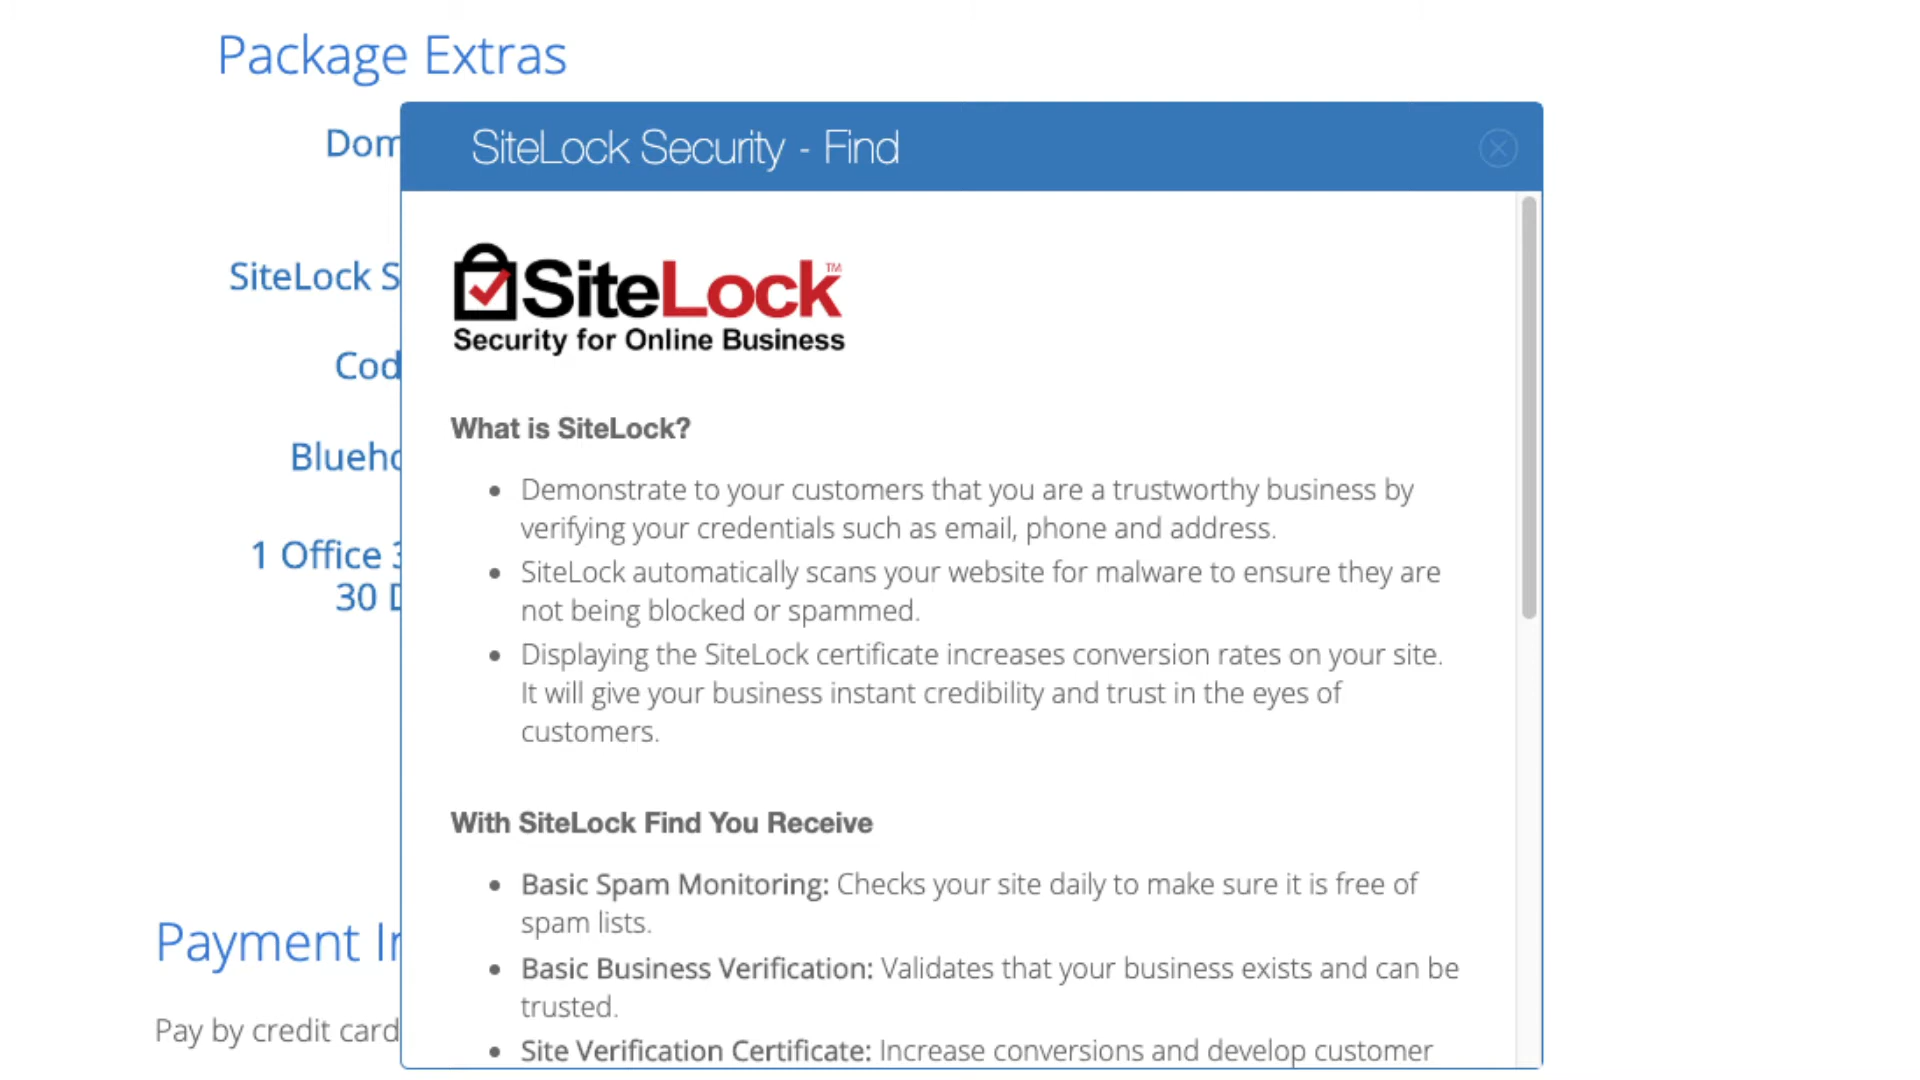 Package Extras
SiteLock Security - Find
SiteLock™
Security for Online Business
SiteLock
What is SiteLock?
• Demonstrate to your customers that you are a trustworthy business by
verifying your credentials such as email, phone and address.
• SiteLock automatically scans your website for malware to ensure they are
not being blocked or spammed.
• Displaying the SiteLock certificate increases conversion rates on your site.
It will give your business instant credibility and trust in the eyes of
customers.
1 Office
30
With SiteLock Find You Receive
• Basic Spam Monitoring: Checks your site daily to make sure it is free of
spam lists.
Payment
• Basic Business Verification: Validates that your business exists and can be
trusted.
Pay by credit card
• Site Verification Certificate: Increase conversions and develop customer